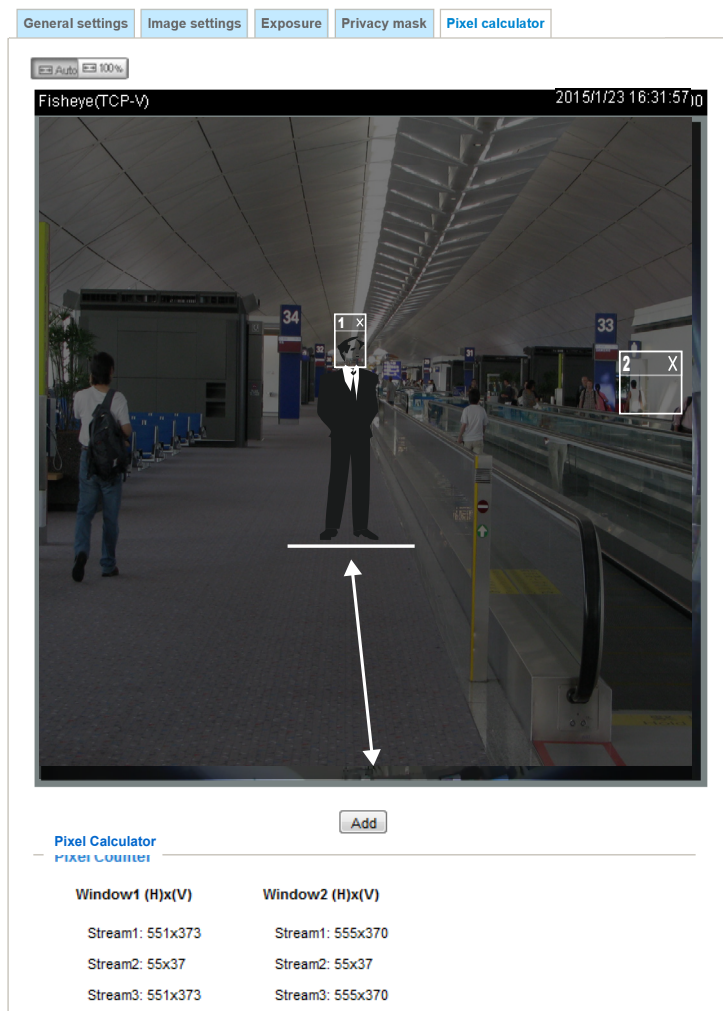 General settings Image settings Exposure Privacy mask Pixel calculator
Auto 100%
Fisheye(TCP-V) 2015/1/23 16:31:57
34
33
32
31
1 X
2 X
Add
Pixel Calculator
Pixel Counter
Window1 (H)x(V) Window2 (H)x(V)
Stream1: 551x373 Stream1: 555x370
Stream2: 55x37 Stream2: 55x37
Stream3: 551x373 Stream3: 555x370